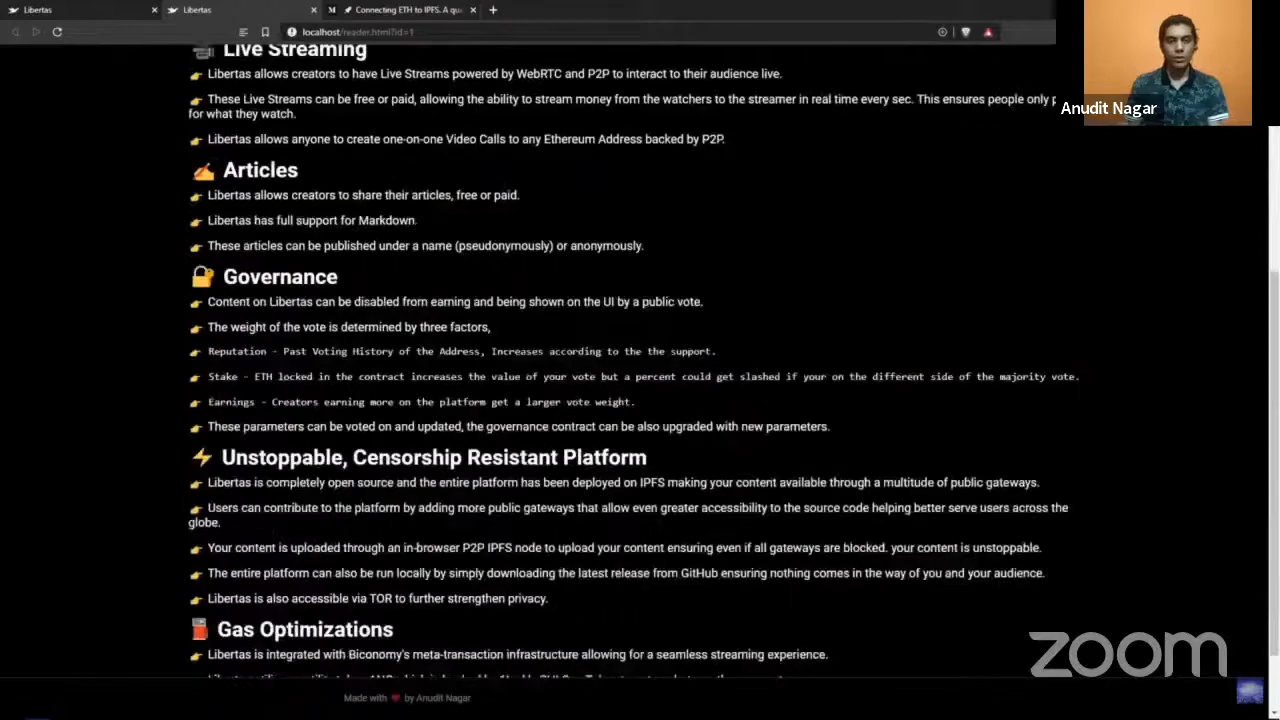 Libertas
Libertas
M
Connecting ETH to IPFS. A qu
localhost/reader.html?id=1
Live Streaming
Libertas allows creators to have Live Streams powered by WebRTC and P2P to interact to their audience live.
These Live Streams can be free or paid, allowing the ability to stream money from the watchers to the streamer in real time every sec. This ensures people only p
for what they watch.
Libertas allows anyone to create one-on-one Video Calls to any Ethereum Address backed by P2P.
Anudit Nagar
Articles
Libertas allows creators to share their articles, free or paid.
Libertas has full support for Markdown.
These articles can be published under a name (pseudonymously) or anonymously.
Governance
Content on Libertas can be disabled from earning and being shown on the UI by a public vote.
The weight of the vote is determined by three factors,
Reputation - Past Voting History of the Address, Increases according to the the support.
Stake - ETH locked in the contract increases the value of your vote but a percent could get slashed if your on the different side of the majority vote.
Earnings - Creators earning more on the platform get a larger vote weight.
These parameters can be voted on and updated, the governance contract can be also upgraded with new parameters.
Unstoppable, Censorship Resistant Platform
Libertas is completely open source and the entire platform has been deployed on IPFS making your content available through a multitude of public gateways.
Users can contribute to the platform by adding more public gateways that allow even greater accessibility to the source code helping better serve users across the
globe.
Your content is uploaded through an in-browser P2P IPFS node to upload your content ensuring even if all gateways are blocked. your content is unstoppable.
The entire platform can also be run locally by simply downloading the latest release from GitHub ensuring nothing comes in the way of you and your audience.
Libertas is also accessible via TOR to further strengthen privacy.
Gas Optimizations
Libertas is integrated with Biconomy's meta-transaction infrastructure allowing for a seamless streaming experience.
Made with ❤ by Anudit Nagar
zoom